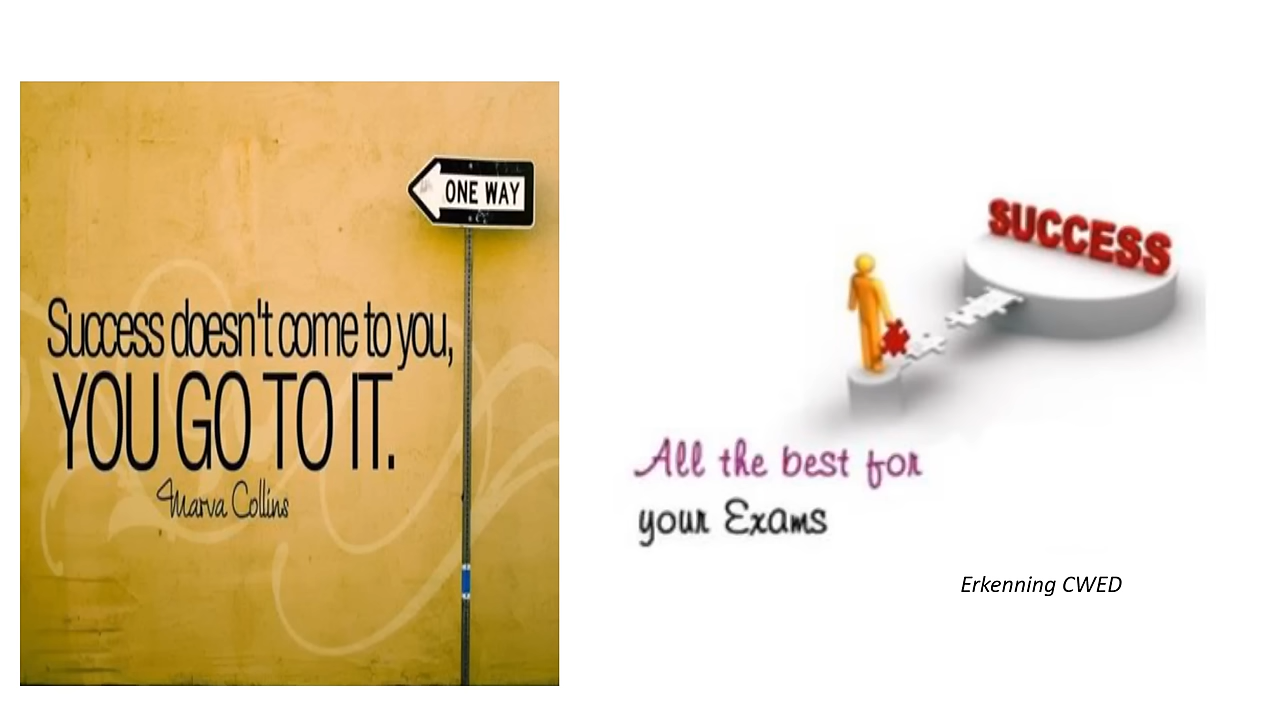 ONE WAY
Success doesn't come to you,
YOU GO TO IT.
Marva Collins
SUCCESS
All the best for
your Exams
Erkenning CWED